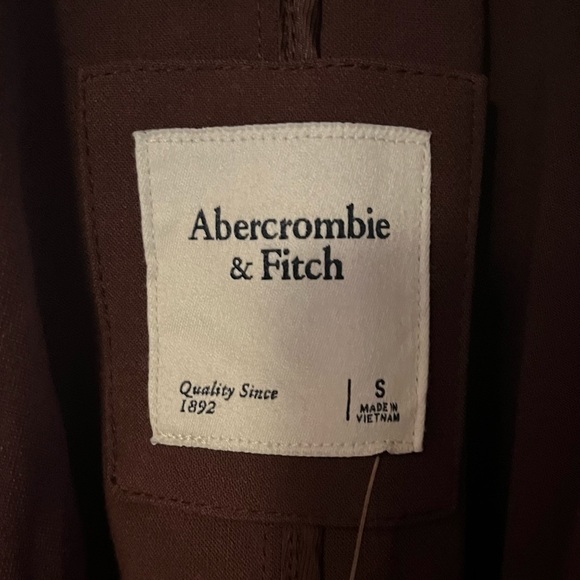 Abercrombie
& Fitch
Quality Since
1892
S
MADE IN
VIETNAM